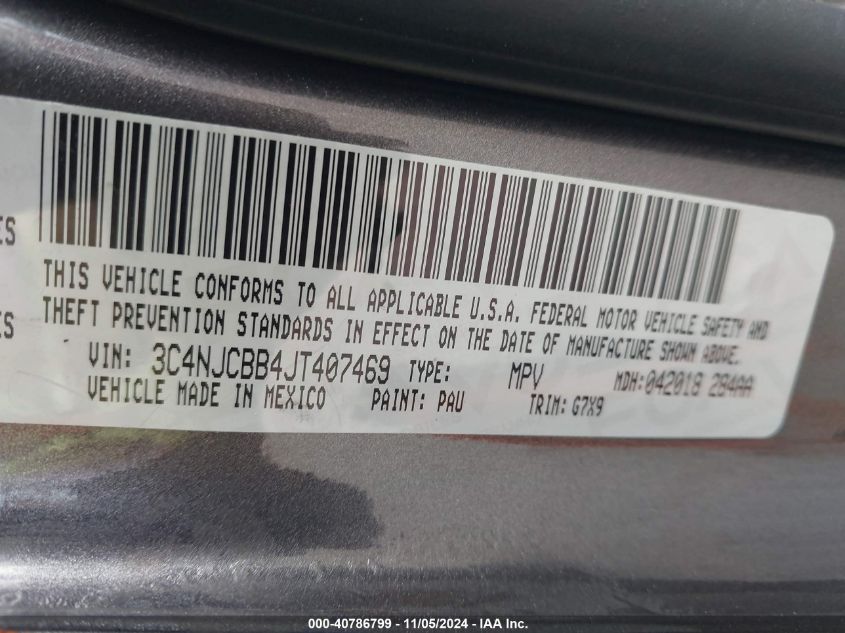 ES
ES
THIS VEHICLE CONFORMS TO ALL APPLICABLE U.S.A. FEDERAL MOTOR VEHICLE SAFETY AND
THEFT PREVENTION STANDARDS IN EFFECT ON THE DATE OF MANUFACTURE SHOWN ABOVE.
VIN: 3C4NJCBB4JT407469 TYPE: MPV MDH: 042018 284AA
VEHICLE MADE IN MEXICO PAINT: PAU TRIM: G7X9
000-40786799 - 11/05/2024 - IAA Inc.